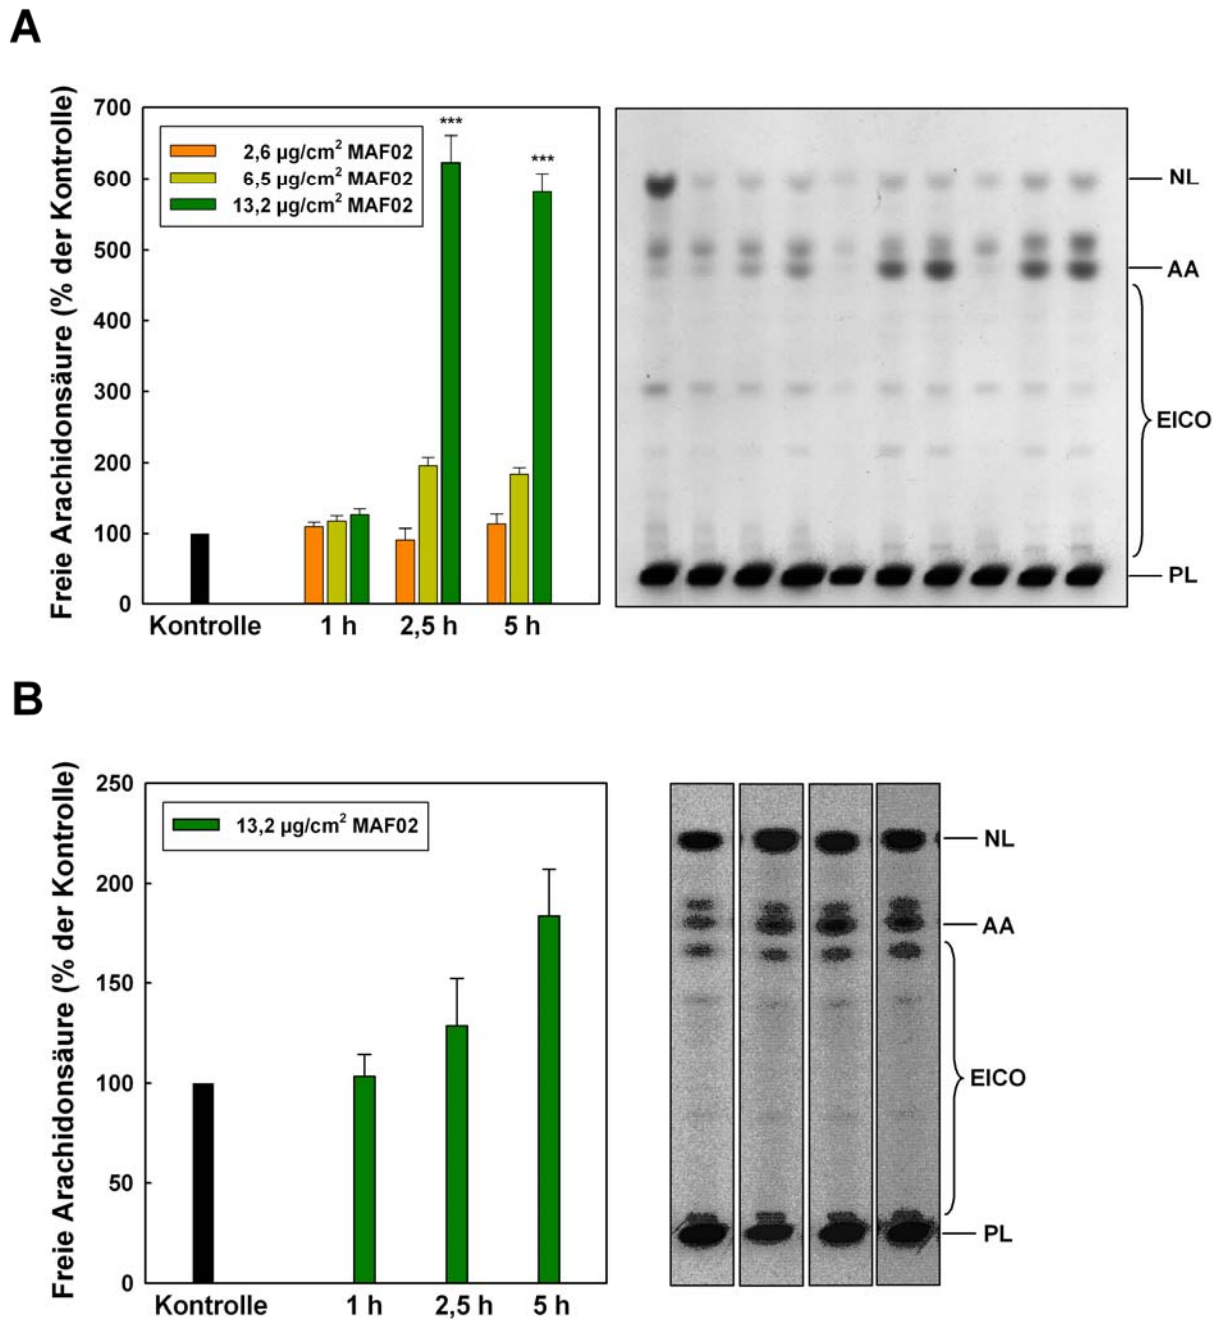 A
Freie Arachidonsäure (% der Kontrolle)
700
600
500
400
300
200
100
0
2,6 µg/cm² MAF02
6,5 µg/cm² MAF02
13,2 µg/cm² MAF02
***
***
Kontrolle 1 h 2,5 h 5 h
NL
AA
EICO
PL
B
Freie Arachidonsäure (% der Kontrolle)
250
200
150
100
50
0
13,2 µg/cm² MAF02
Kontrolle 1 h 2,5 h 5 h
NL
AA
EICO
PL